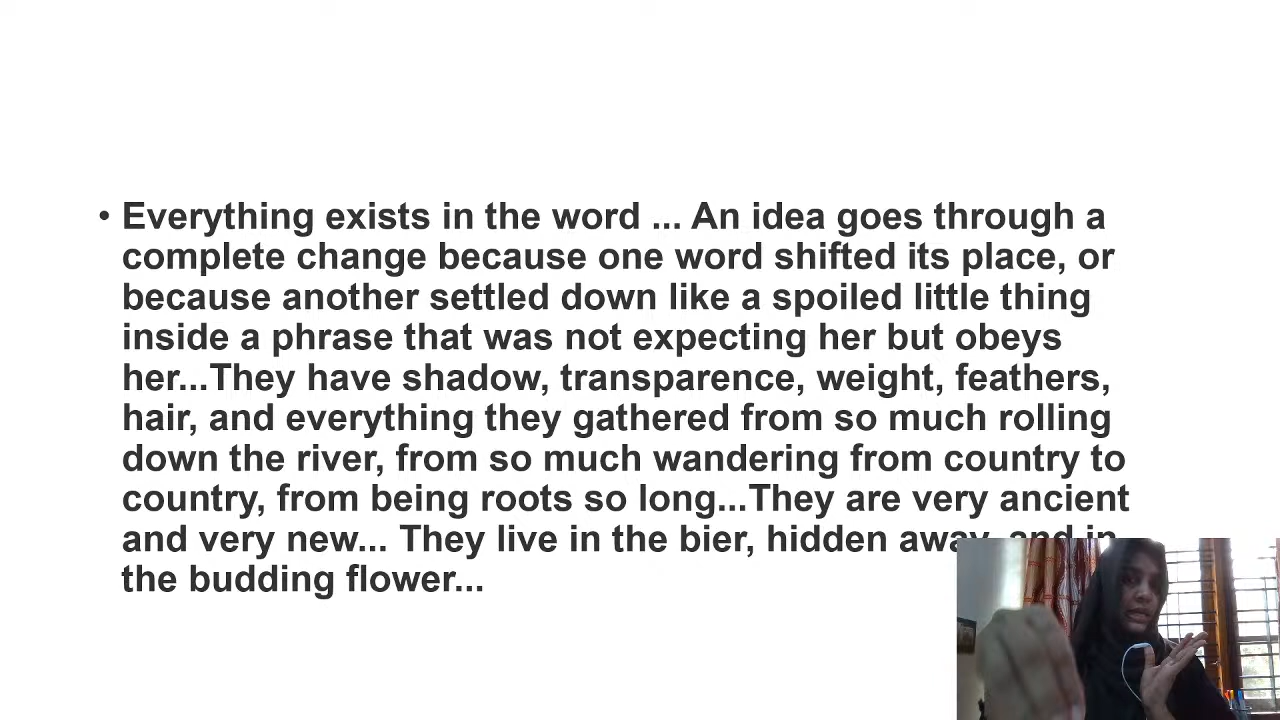 • Everything exists in the word ... An idea goes through a
complete change because one word shifted its place, or
because another settled down like a spoiled little thing
inside a phrase that was not expecting her but obeys
her...They have shadow, transparence, weight, feathers,
hair, and everything they gathered from so much rolling
down the river, from so much wandering from country to
country, from being roots so long...They are very ancient
and very new... They live in the bier, hidden away, and in
the budding flower...